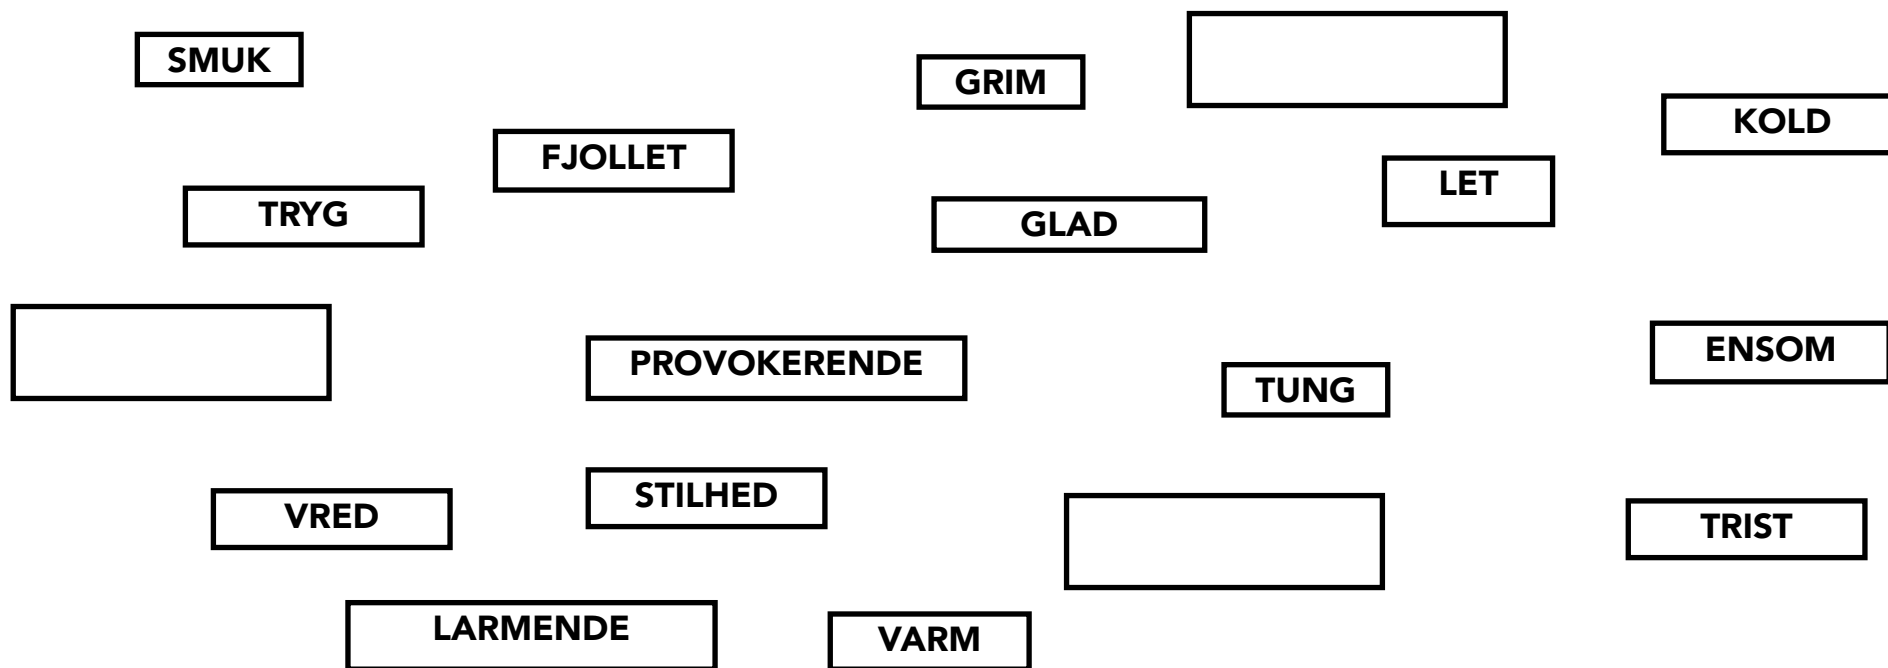 SMUK
GRIM
KOLD
FJOLLET
LET
TRYG
GLAD
PROVOKERENDE
ENSOM
TUNG
VRED
STILHED
TRIST
LARMENDE
VARM